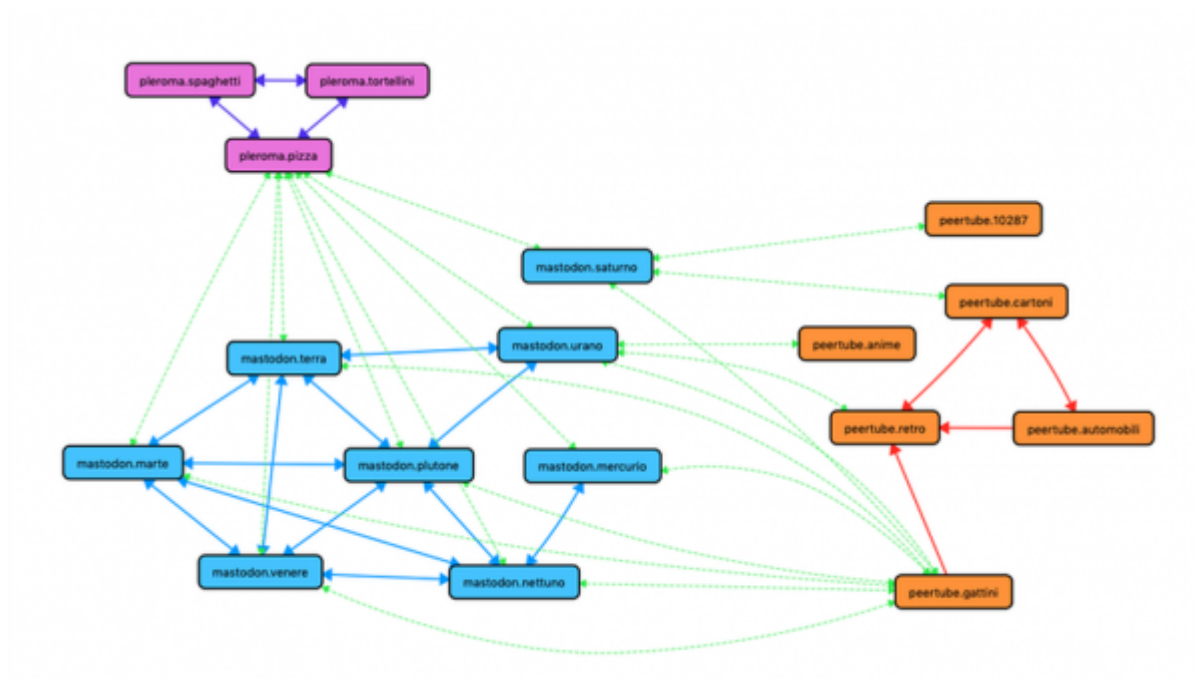 pleroma.spaghetti
pleroma.tortellini
pleroma.pizza
peertube.10287
mastodon.saturno
peertube.cartoni
mastodon.urano
peertube.anime
mastodon.terra
peertube.retro
peertube.automobili
mastodon.marte
mastodon.plutone
mastodon.mercurio
mastodon.venere
mastodon.nettuno
peertube.gattini